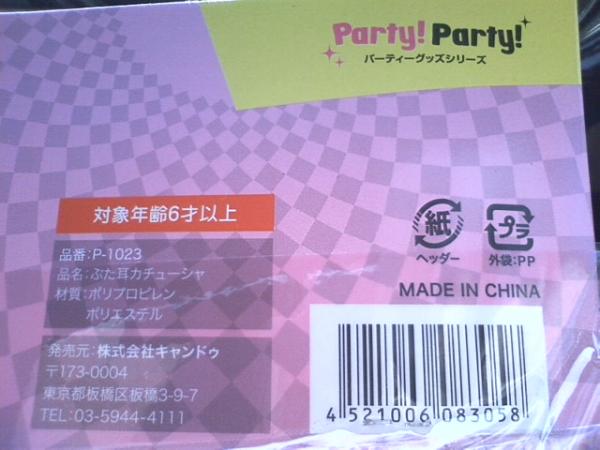 Party! Party!
パーティーグッズシリーズ
対象年齢6才以上
品番:P-1023
品名:ぶた耳カチューシャ
材質:ポリプロピレン
ポリエステル
発売元:株式会社キャンドゥ
〒173-0004
東京都板橋区板橋3-9-7
TEL:03-5944-4111
紙
ヘッダー
プラ
外袋:PP
MADE IN CHINA
4 521006 083058